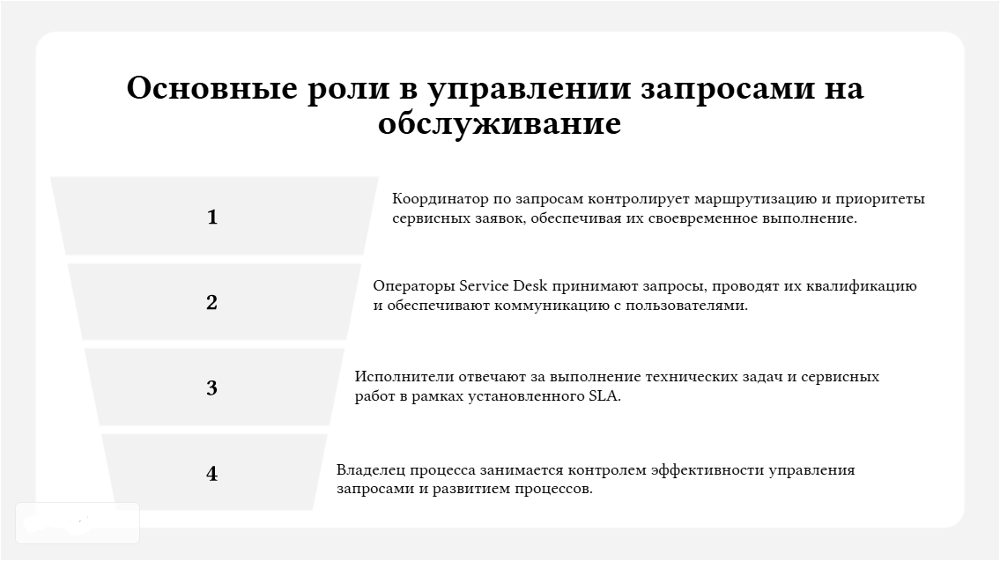 Основные роли в управлении запросами на
обслуживание
1
Координатор по запросам контролирует маршрутизацию и приоритеты
сервисных заявок, обеспечивая их своевременное выполнение.
2
Операторы Service Desk принимают запросы, проводят их квалификацию
и обеспечивают коммуникацию с пользователями.
3
Исполнители отвечают за выполнение технических задач и сервисных
работ в рамках установленного SLA.
4
Владелец процесса занимается контролем эффективности управления
запросами и развитием процессов.